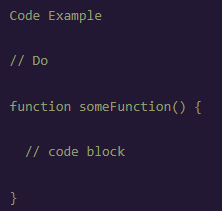 Code Example
// Do
function someFunction() {
// code block
}